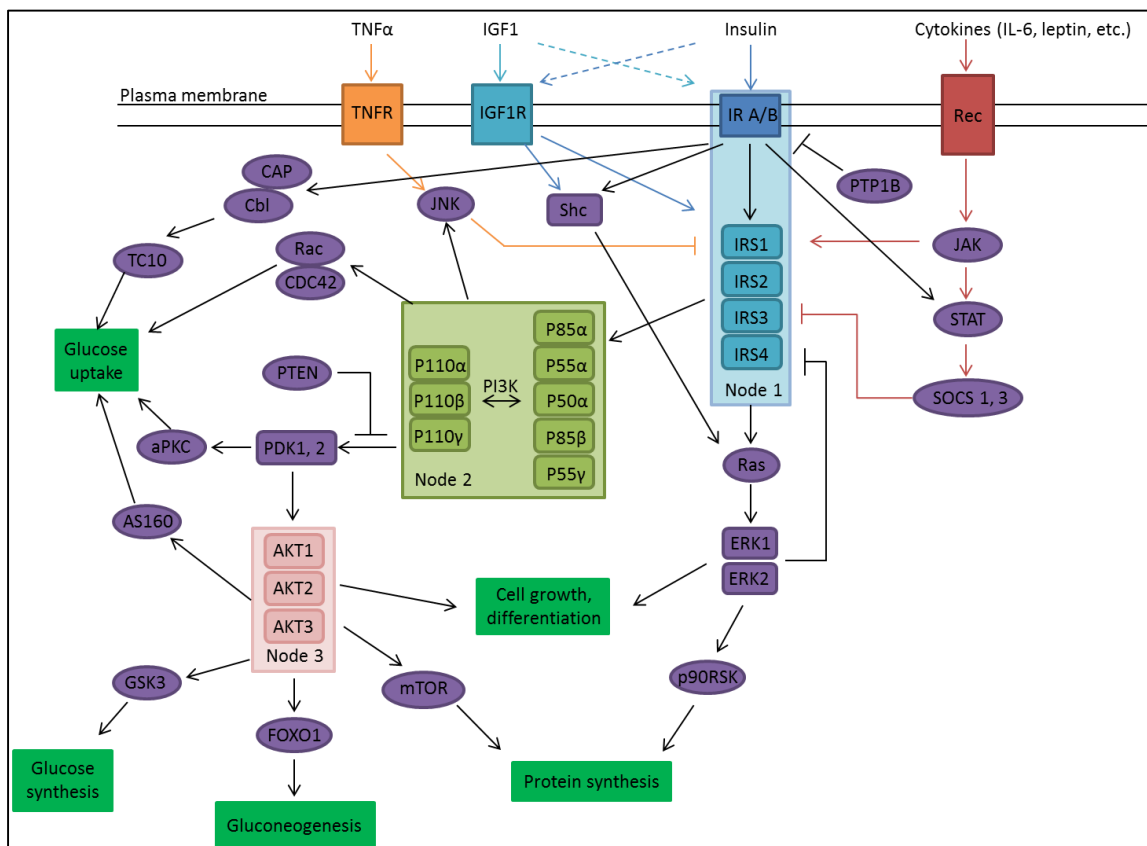 TNFα
IGF1
Insulin
Cytokines (IL-6, leptin, etc.)
Plasma membrane
TNFR
IGF1R
IR A/B
Rec
CAP
Cbl
JNK
Shc
PTP1B
TC10
Rac
CDC42
IRS1
IRS2
IRS3
IRS4
Node 1
JAK
STAT
SOCS 1, 3
Glucose
uptake
PTEN
P110α
P110β
P110γ
PI3K
P85α
P55α
P50α
P85β
P55γ
Node 2
aPKC
PDK1, 2
Ras
AS160
AKT1
AKT2
AKT3
Node 3
ERK1
ERK2
Cell growth,
differentiation
GSK3
mTOR
p90RSK
FOXO1
Glucose
synthesis
Protein synthesis
Gluconeogenesis